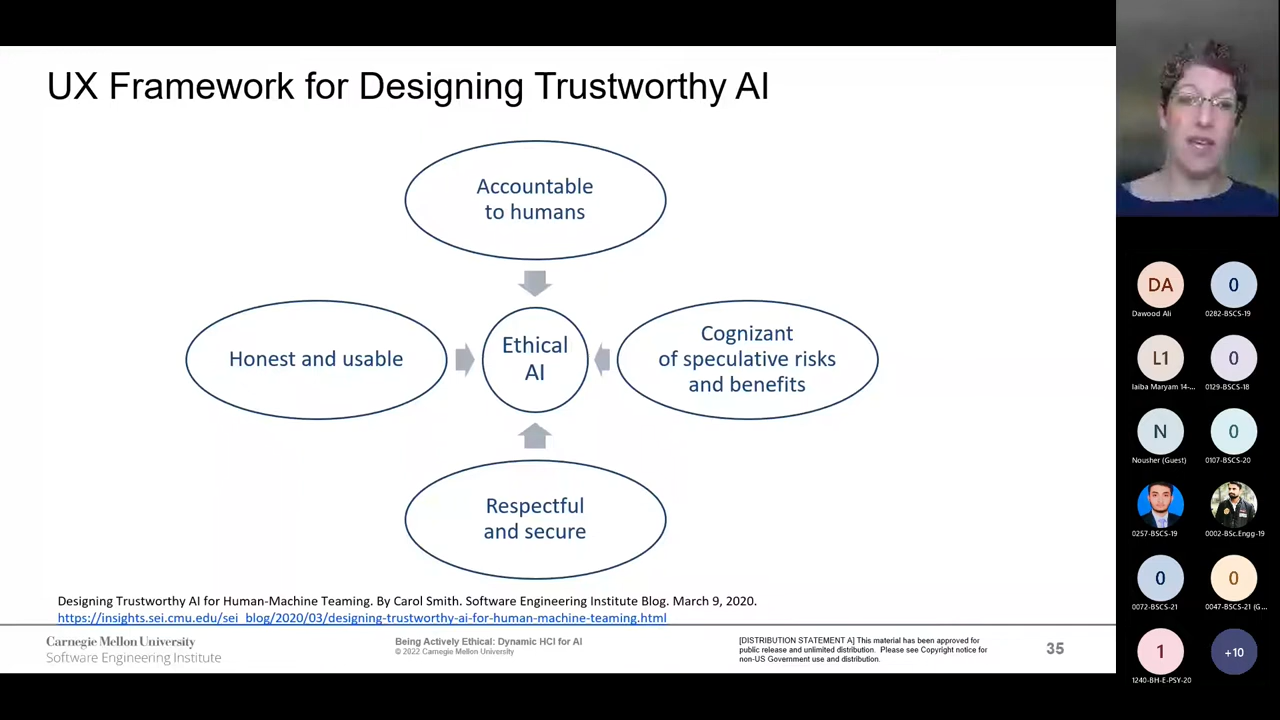 UX Framework for Designing Trustworthy AI
Accountable
to humans
Honest and usable
Ethical
AI
Cognizant
of speculative risks
and benefits
Respectful
and secure
Designing Trustworthy AI for Human-Machine Teaming. By Carol Smith. Software Engineering Institute Blog. March 9, 2020.
https://insights.sei.cmu.edu/sei_blog/2020/03/designing-trustworthy-ai-for-human-machine-teaming.html
Carnegie Mellon University
Software Engineering Institute
Being Actively Ethical: Dynamic HCI for AI
© 2022 Carnegie Mellon University
[DISTRIBUTION STATEMENT A] This material has been approved for
public release and unlimited distribution. Please see Copyright notice for
non-US Government use and distribution.
35
DA
Dawood Ali
0
0282-BSCS-19
L1
laiba Maryam 14-...
0
0129-BSCS-18
N
Nousher (Guest)
0
0107-BSCS-20
0257-BSCS-19
0002-BSc.Engg-19
0
0072-BSCS-21
0
0047-BSCS-21 (G...
1
1240-BH-E-PSY-20
+10